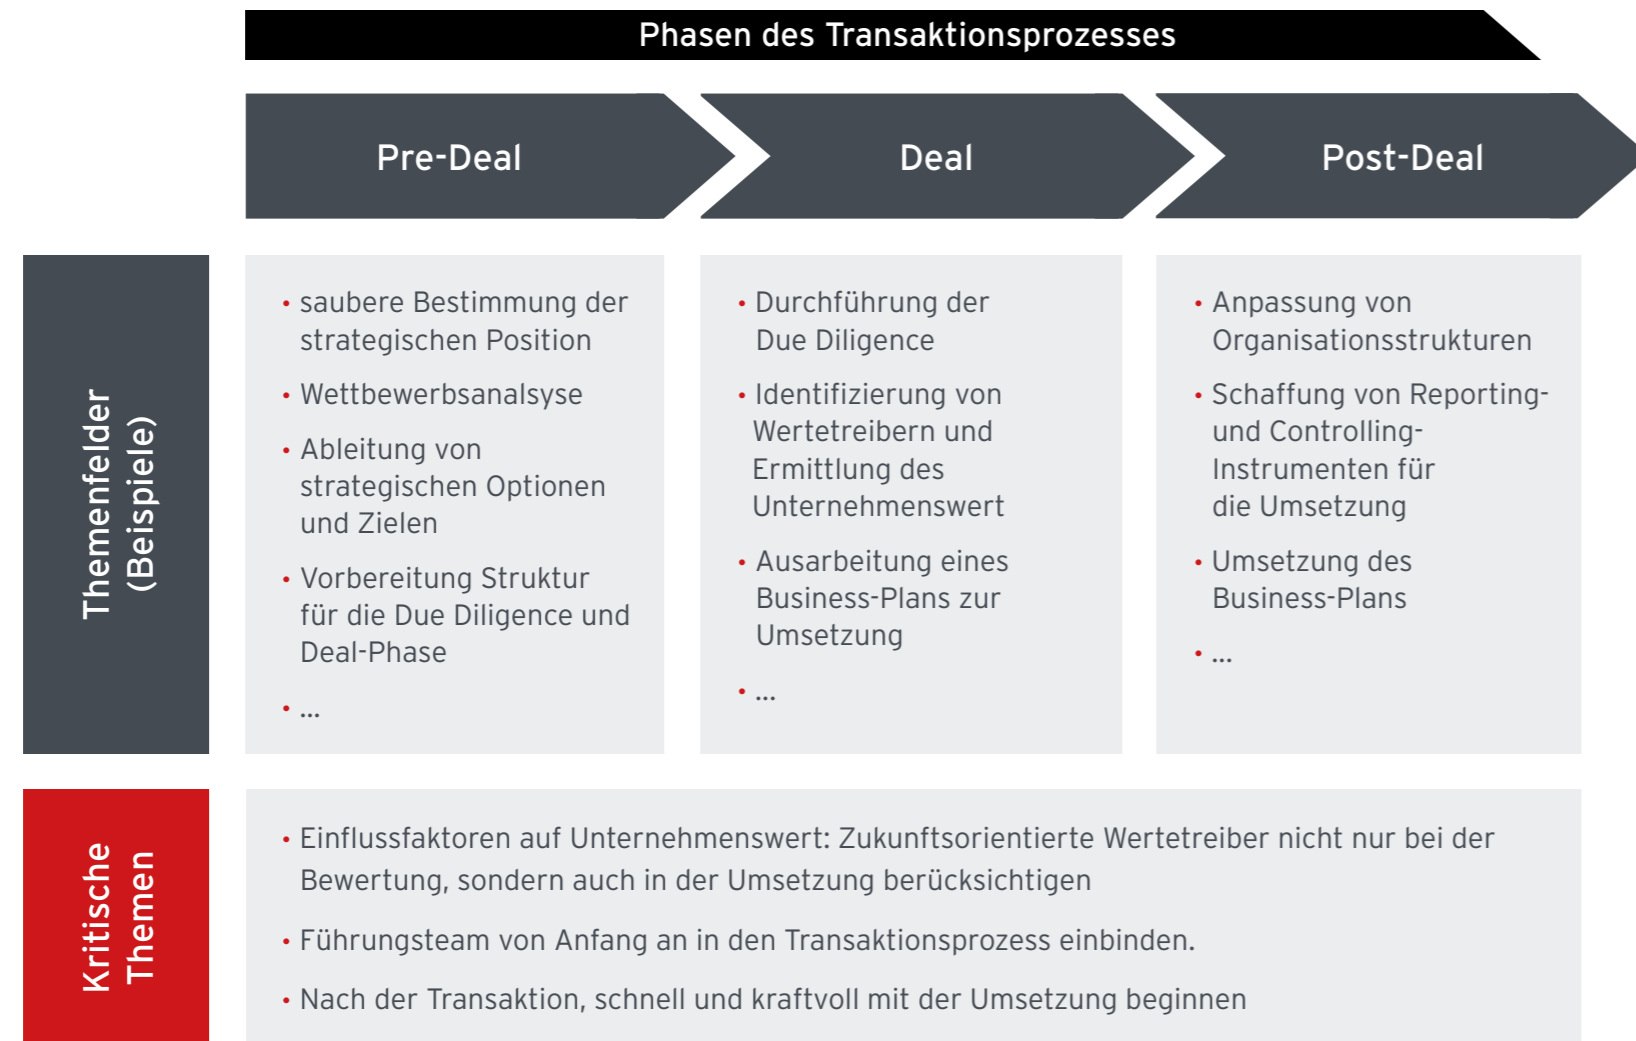 Phasen des Transaktionsprozesses
Pre-Deal
Deal
Post-Deal
Themenfelder
(Beispiele)
• saubere Bestimmung der
strategischen Position
• Wettbewerbsanalsyse
• Ableitung von
strategischen Optionen
und Zielen
• Vorbereitung Struktur
für die Due Diligence und
Deal-Phase
• ...
• Durchführung der
Due Diligence
• Identifizierung von
Wertetreibern und
Ermittlung des
Unternehmenswert
• Ausarbeitung eines
Business-Plans zur
Umsetzung
• ...
• Anpassung von
Organisationsstrukturen
• Schaffung von Reporting-
und Controlling-
Instrumenten für
die Umsetzung
• Umsetzung des
Business-Plans
• ...
Kritische
Themen
• Einflussfaktoren auf Unternehmenswert: Zukunftsorientierte Wertetreiber nicht nur bei der
Bewertung, sondern auch in der Umsetzung berücksichtigen
• Führungsteam von Anfang an in den Transaktionsprozess einbinden.
• Nach der Transaktion, schnell und kraftvoll mit der Umsetzung beginnen